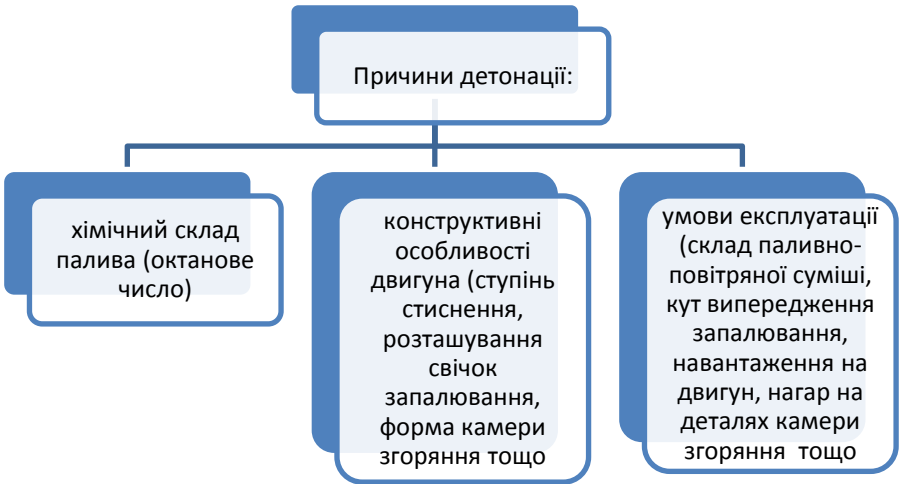 Причини детонації:
хімічний склад
палива (октанове
число)
конструктивні
особливості
двигуна (ступінь
стиснення,
розташування
свічок
запалювання,
форма камери
згоряння тощо
умови експлуатації
(склад паливно-
повітряної суміші,
кут випередження
запалювання,
навантаження на
двигун, нагар на
деталях камери
згоряння  тощо